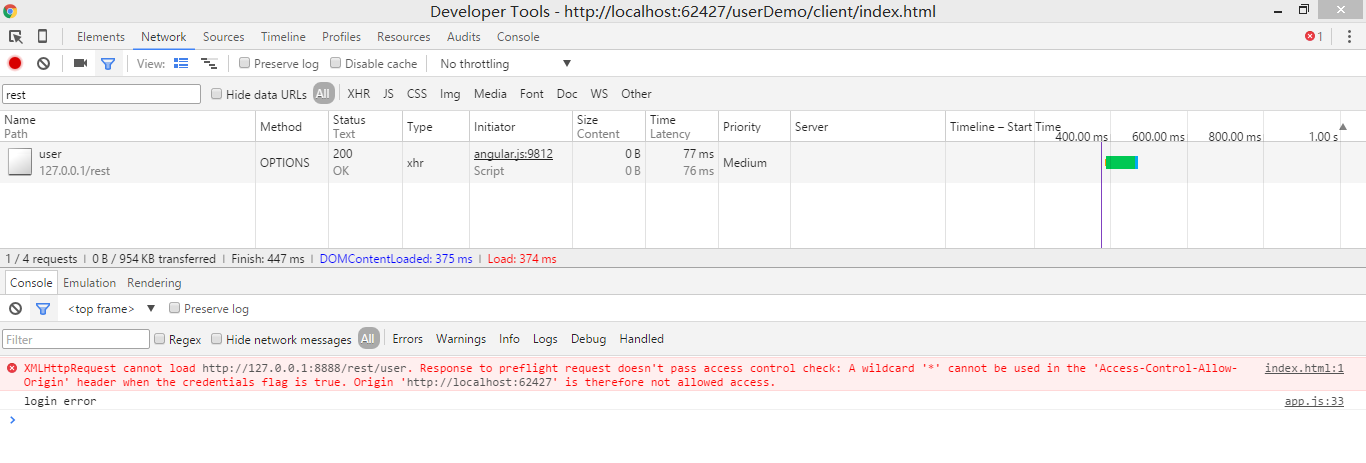 Developer Tools - http://localhost:62427/userDemo/client/index.html
Elements Network Sources Timeline Profiles Resources Audits Console 1
View: Preserve log Disable cache No throttling
rest Hide data URLs All XHR JS CSS Img Media Font Doc WS Other
Name Path Method Status Text Type Initiator Size Content Time Latency Priority Server Timeline – Start Time 400.00 ms 600.00 ms 800.00 ms 1.00 s
user OPTIONS 200 xhr angular.js:9812 0 B 77 ms Medium
127.0.0.1/rest OK Script 0 B 76 ms
1 / 4 requests | 0 B / 954 KB transferred | Finish: 447 ms | DOMContentLoaded: 375 ms | Load: 374 ms
Console Emulation Rendering
<top frame> Preserve log
Filter Regex Hide network messages All Errors Warnings Info Logs Debug Handled
XMLHttpRequest cannot load http://127.0.0.1:8888/rest/user. Response to preflight request doesn't pass access control check: A wildcard '*' cannot be used in the 'Access-Control-Allow- index.html:1
Origin' header when the credentials flag is true. Origin 'http://localhost:62427' is therefore not allowed access.
login error app.js:33